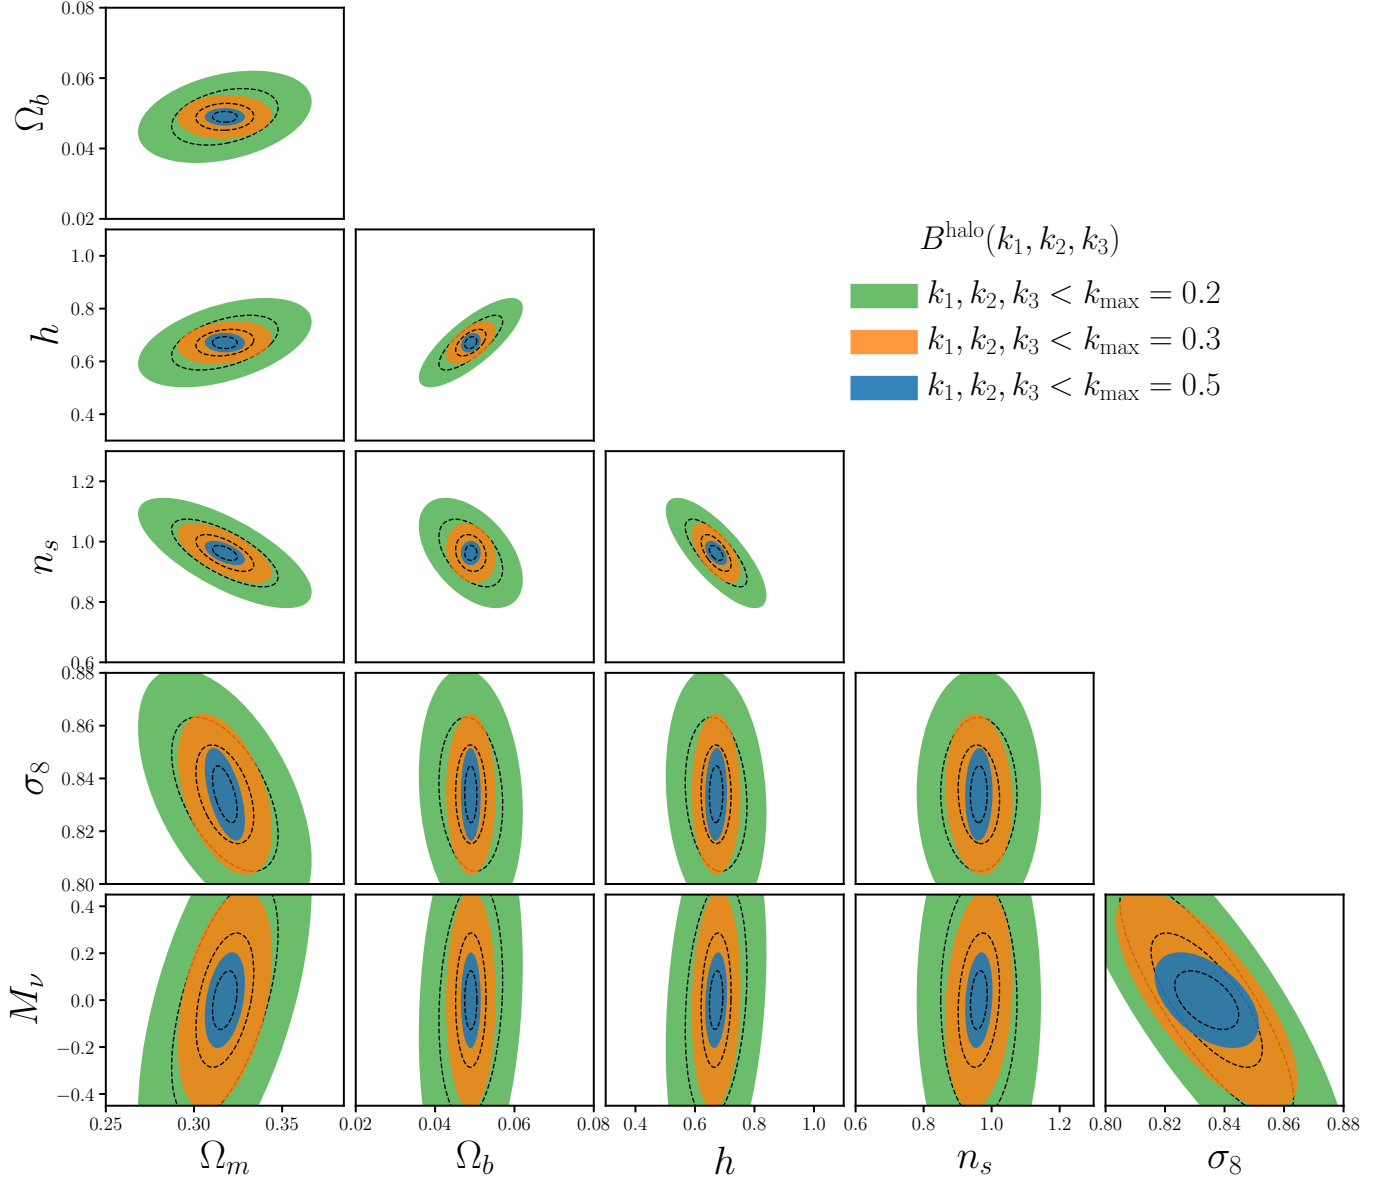 0.08
0.06
0.04
0.02
Ω_b
B^halo(k_1, k_2, k_3)
k_1, k_2, k_3 < k_max = 0.2
k_1, k_2, k_3 < k_max = 0.3
k_1, k_2, k_3 < k_max = 0.5
1.0
0.8
0.6
0.4
h
1.2
1.0
0.8
0.6
n_s
0.88
0.86
0.84
0.82
0.80
σ_8
0.4
0.2
0.0
−0.2
−0.4
M_ν
0.25 0.30 0.35 0.02 0.04 0.06 0.08 0.4 0.6 0.8 1.0 0.6 0.8 1.0 1.2 0.80 0.82 0.84 0.86 0.88
Ω_m Ω_b h n_s σ_8